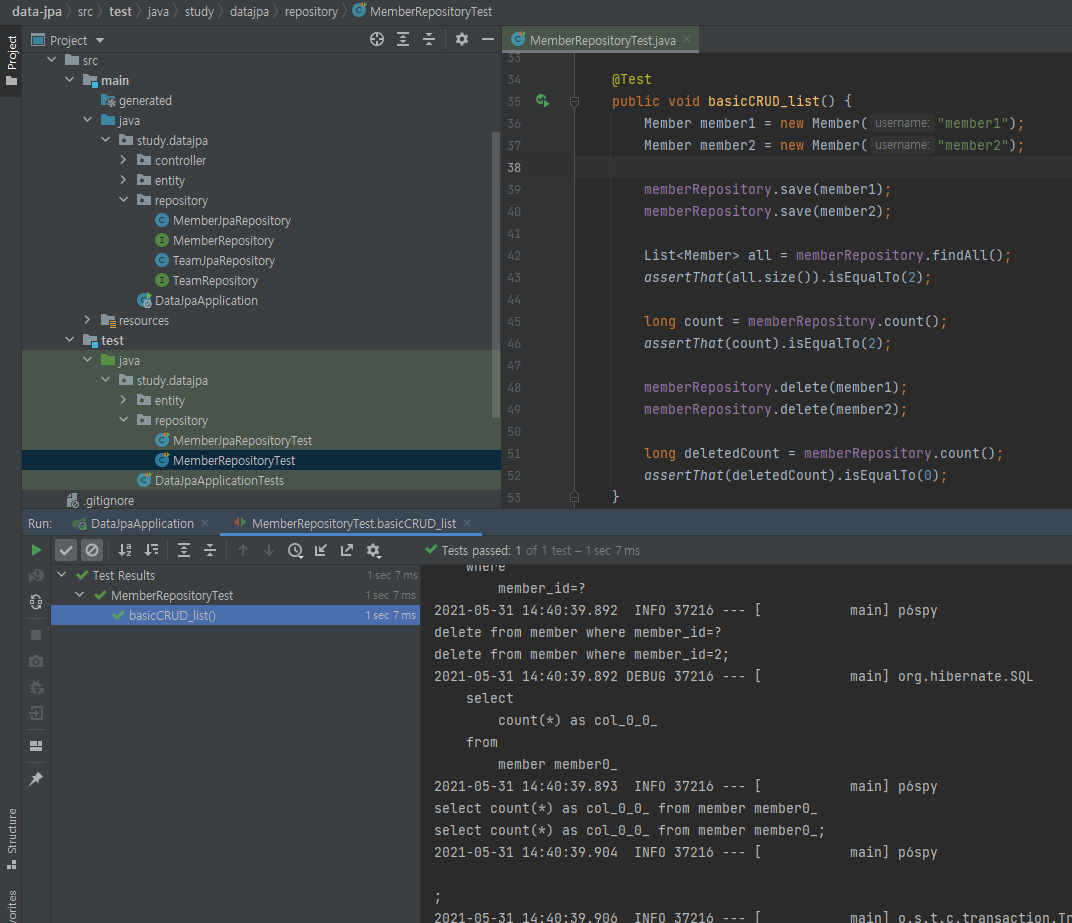 data-jpa › src › test › java › study › datajpa › repository › MemberRepositoryTest
Project
Project
src
main
generated
java
study.datajpa
controller
entity
repository
MemberJpaRepository
MemberRepository
TeamJpaRepository
TeamRepository
DataJpaApplication
resources
test
java
study.datajpa
entity
repository
MemberJpaRepositoryTest
MemberRepositoryTest
DataJpaApplicationTests
.gitignore
MemberRepositoryTest.java ×
33
34 @Test
35 public void basicCRUD_list() {
36 Member member1 = new Member( username: "member1");
37 Member member2 = new Member( username: "member2");
38
39 memberRepository.save(member1);
40 memberRepository.save(member2);
41
42 List<Member> all = memberRepository.findAll();
43 assertThat(all.size()).isEqualTo(2);
44
45 long count = memberRepository.count();
46 assertThat(count).isEqualTo(2);
47
48 memberRepository.delete(member1);
49 memberRepository.delete(member2);
50
51 long deletedCount = memberRepository.count();
52 assertThat(deletedCount).isEqualTo(0);
53 }
Run: DataJpaApplication × MemberRepositoryTest.basicCRUD_list ×
Tests passed: 1 of 1 test – 1 sec 7 ms
Test Results 1 sec 7 ms
MemberRepositoryTest 1 sec 7 ms
basicCRUD_list() 1 sec 7 ms
where
member_id=?
2021-05-31 14:40:39.892  INFO 37216 --- [           main] p6spy
delete from member where member_id=?
delete from member where member_id=2;
2021-05-31 14:40:39.892 DEBUG 37216 --- [           main] org.hibernate.SQL
select
count(*) as col_0_0_
from
member member0_
2021-05-31 14:40:39.893  INFO 37216 --- [           main] p6spy
select count(*) as col_0_0_ from member member0_
select count(*) as col_0_0_ from member member0_;
2021-05-31 14:40:39.904  INFO 37216 --- [           main] p6spy
;
2021-05-31 14:40:39.906  INFO 37216 --- [           main] o.s.t.c.transaction.Tr
Structure
vorites